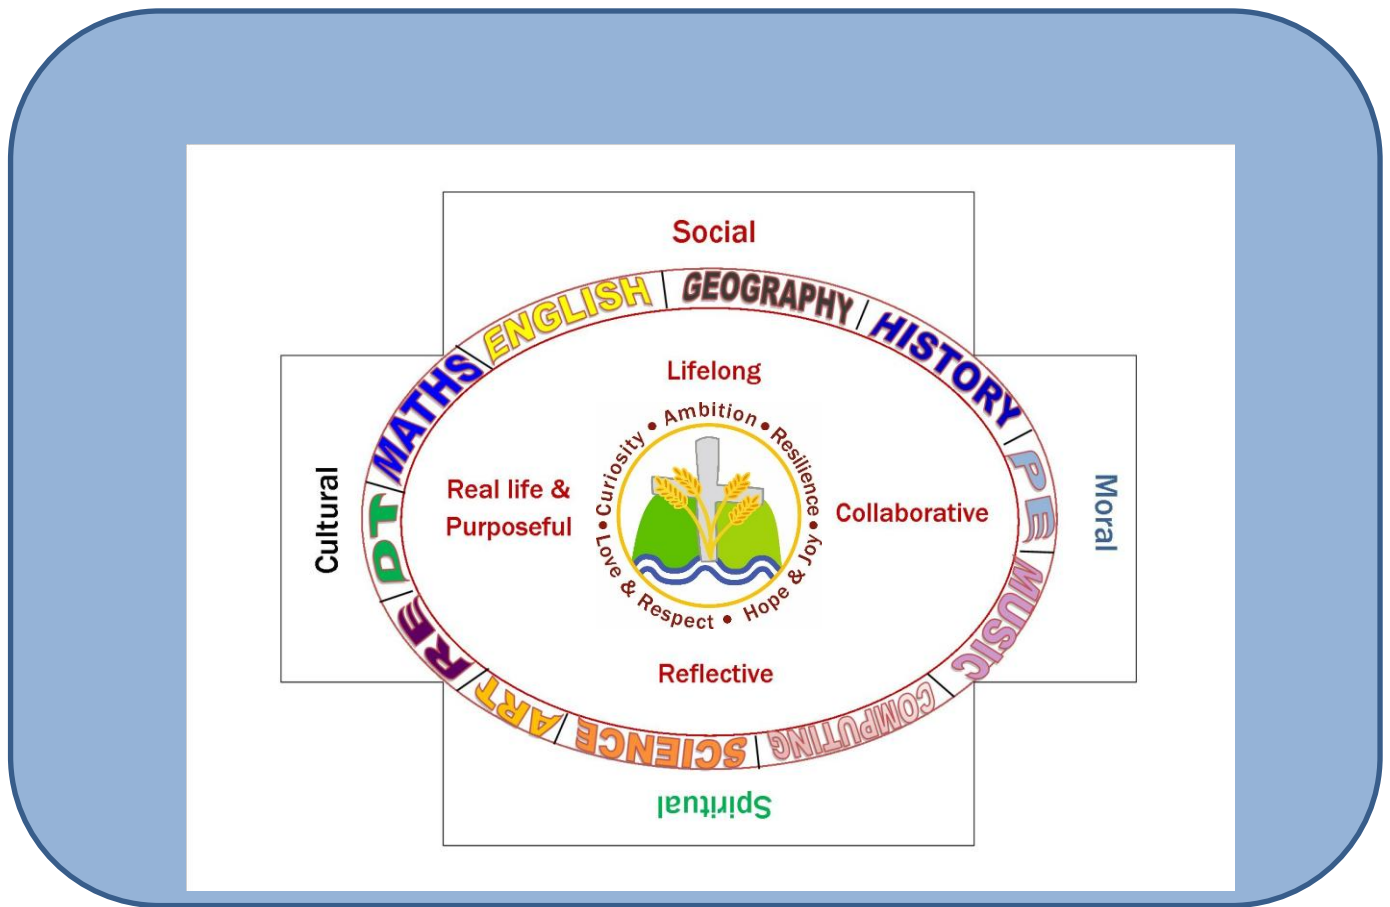 Social
ENGLISH
GEOGRAPHY
HISTORY
PE
MUSIC
COMPUTING
SCIENCE
ART
RE
DT
MATHS
Cultural
Moral
Spiritual
Lifelong
Real life &
Purposeful
Collaborative
Reflective
Curiosity • Ambition • Resilience • Hope & Joy • Love & Respect •